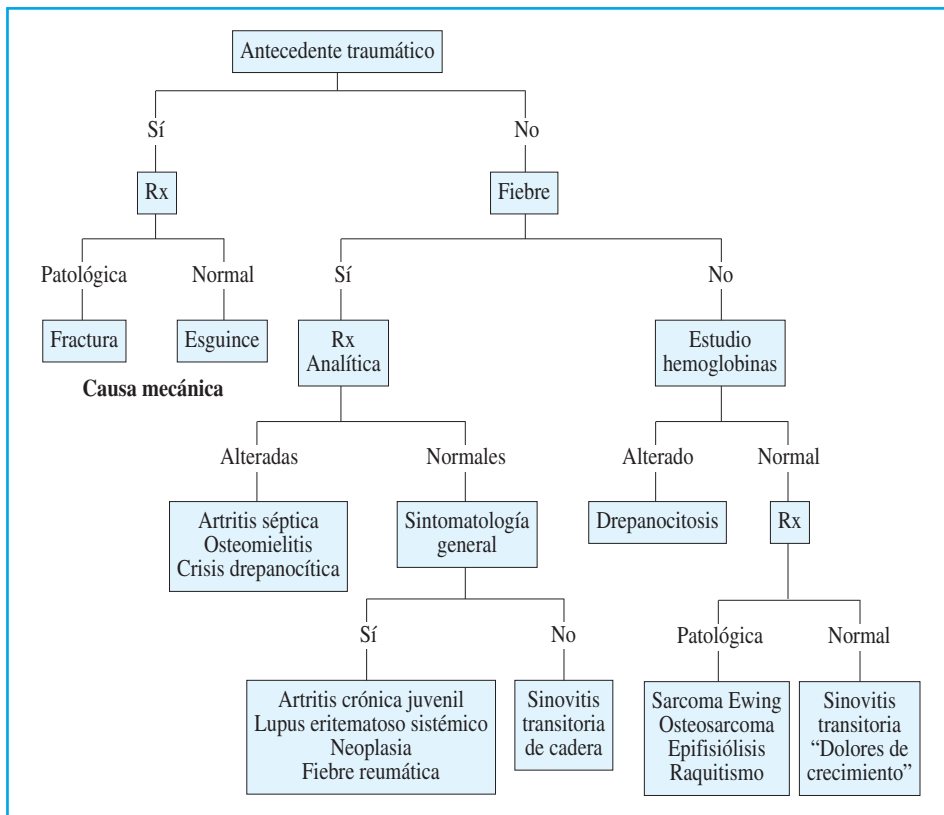 Antecedente traumático
Sí
No
Rx
Fiebre
Patológica
Normal
Sí
No
Fractura
Esguince
Rx
Analítica
Estudio
hemoglobinas
Causa mecánica
Alteradas
Normales
Alterado
Normal
Artritis séptica
Osteomielitis
Crisis drepanocítica
Sintomatología
general
Drepanocitosis
Rx
Sí
No
Patológica
Normal
Artritis crónica juvenil
Lupus eritematoso sistémico
Neoplasia
Fiebre reumática
Sinovitis
transitoria
de cadera
Sarcoma Ewing
Osteosarcoma
Epifisiólisis
Raquitismo
Sinovitis
transitoria
“Dolores de
crecimiento”